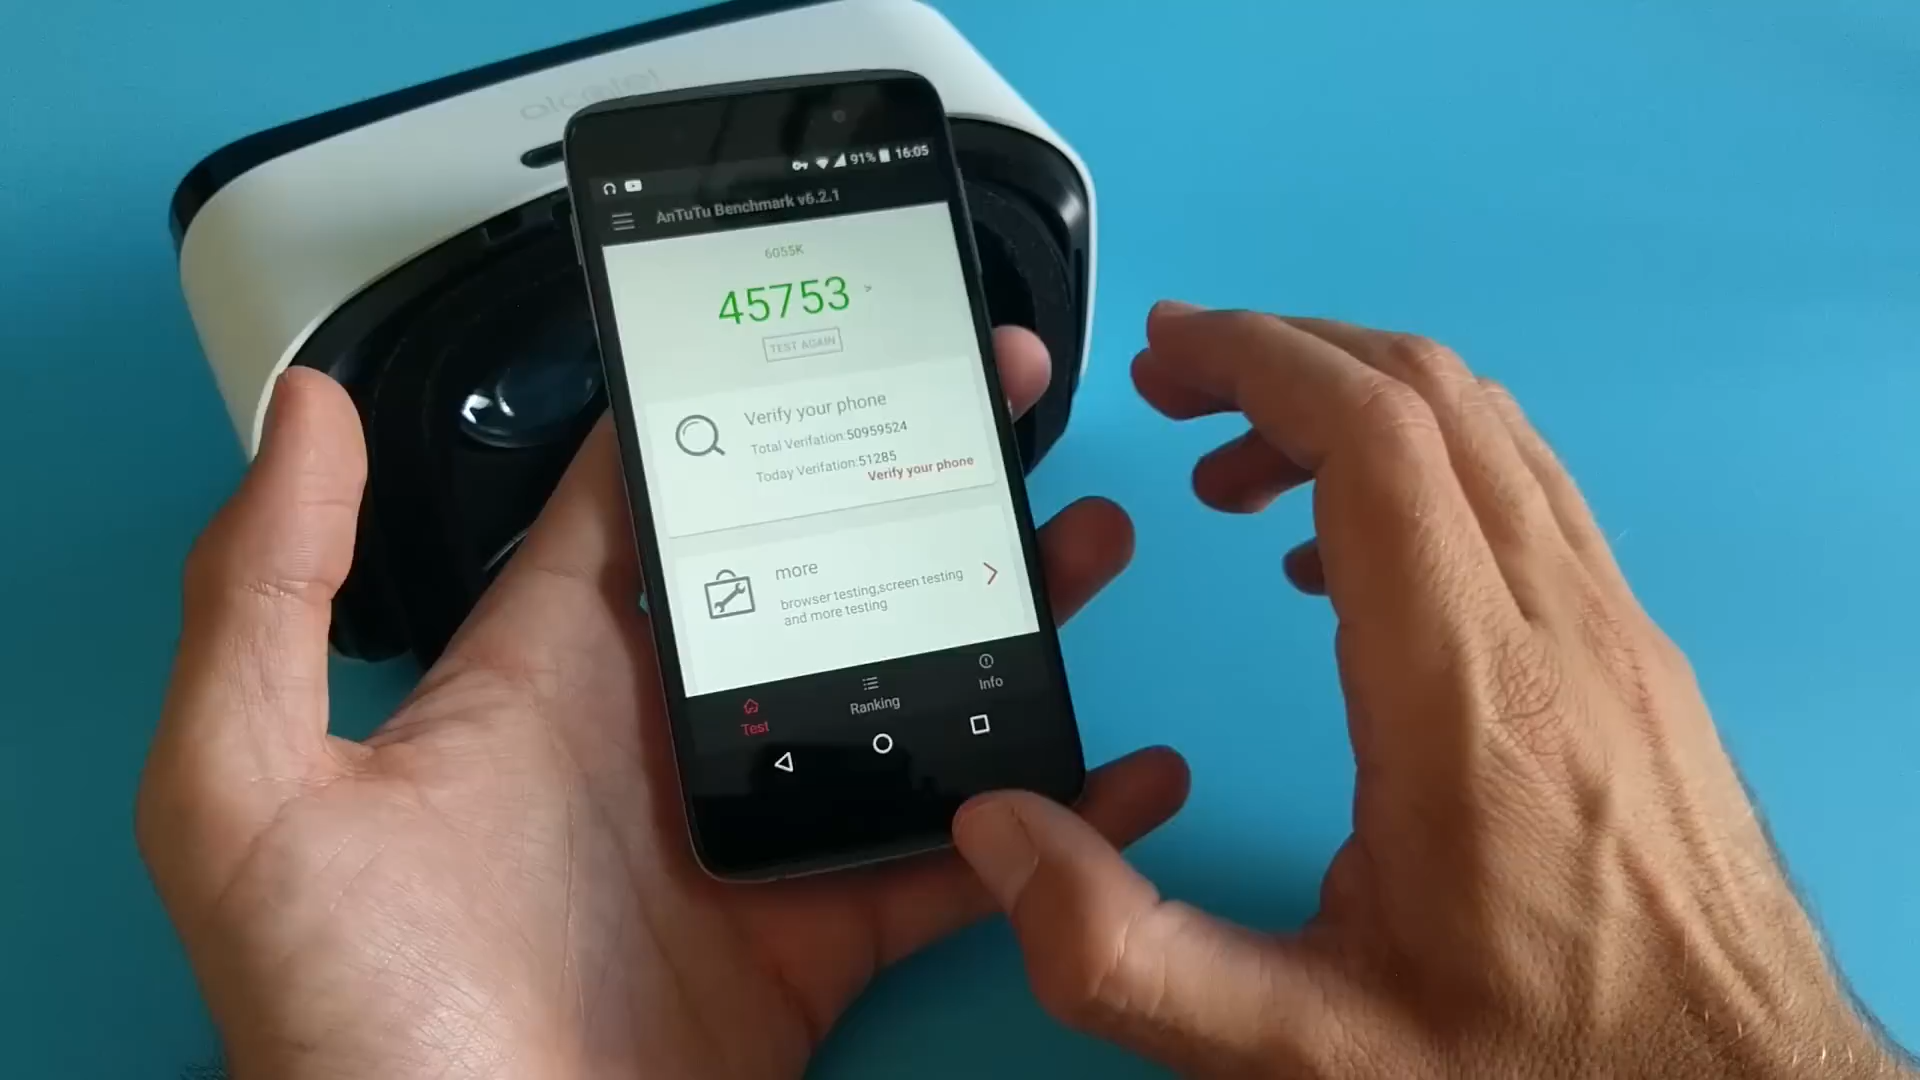 alcatel
91% 16:05
AnTuTu Benchmark v6.2.1
6055K
45753 >
TEST AGAIN
Verify your phone
Total Verifation:50959524
Today Verifation:51285
Verify your phone
more
browser testing,screen testing
and more testing
Test
Ranking
Info